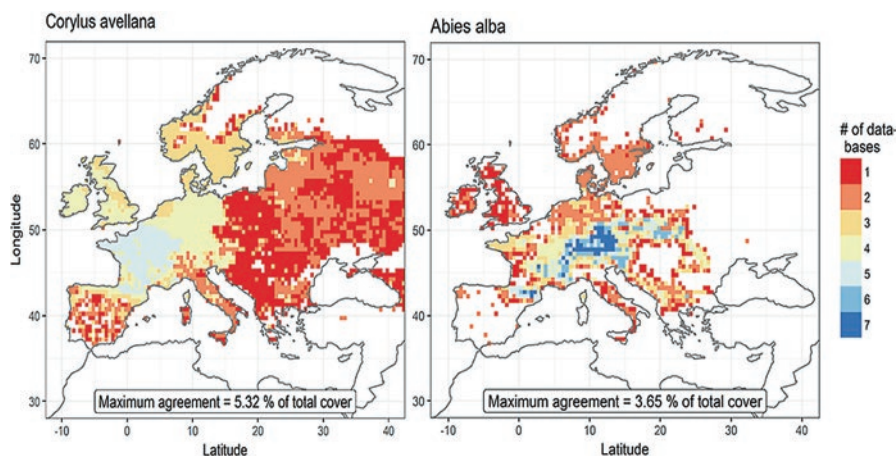 Corylus avellana
Abies alba
70
60
50
40
30
Longitude
-10 0 10 20 30 40
Latitude
Maximum agreement = 5.32 % of total cover
70
60
50
40
30
-10 0 10 20 30 40
Latitude
Maximum agreement = 3.65 % of total cover
# of data-
bases
1
2
3
4
5
6
7